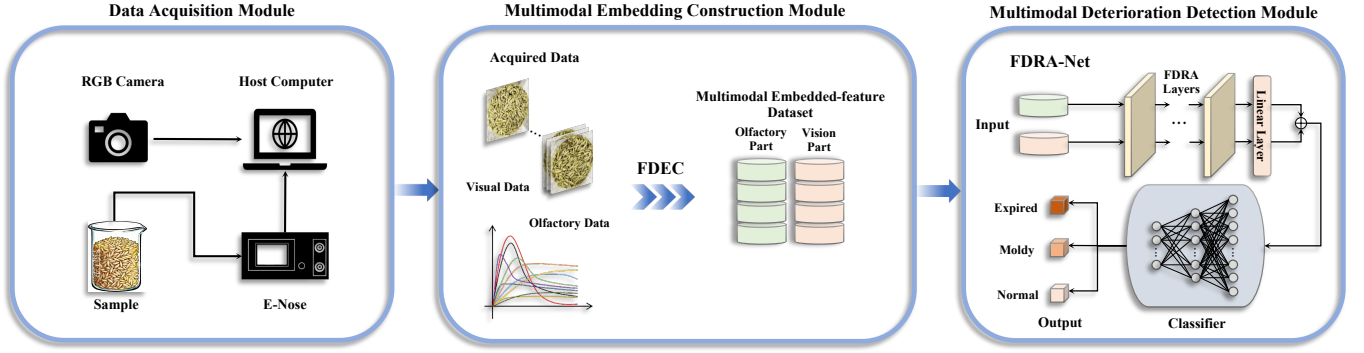 Data Acquisition Module
RGB Camera
Host Computer
Sample
E-Nose
Multimodal Embedding Construction Module
Acquired Data
Visual Data
Olfactory Data
FDEC
Multimodal Embedded-feature
Dataset
Olfactory
Part
Vision
Part
Multimodal Deterioration Detection Module
FDRA-Net
FDRA
Layers
...
Linear Layer
Input
Expired
Moldy
Normal
Output
Classifier